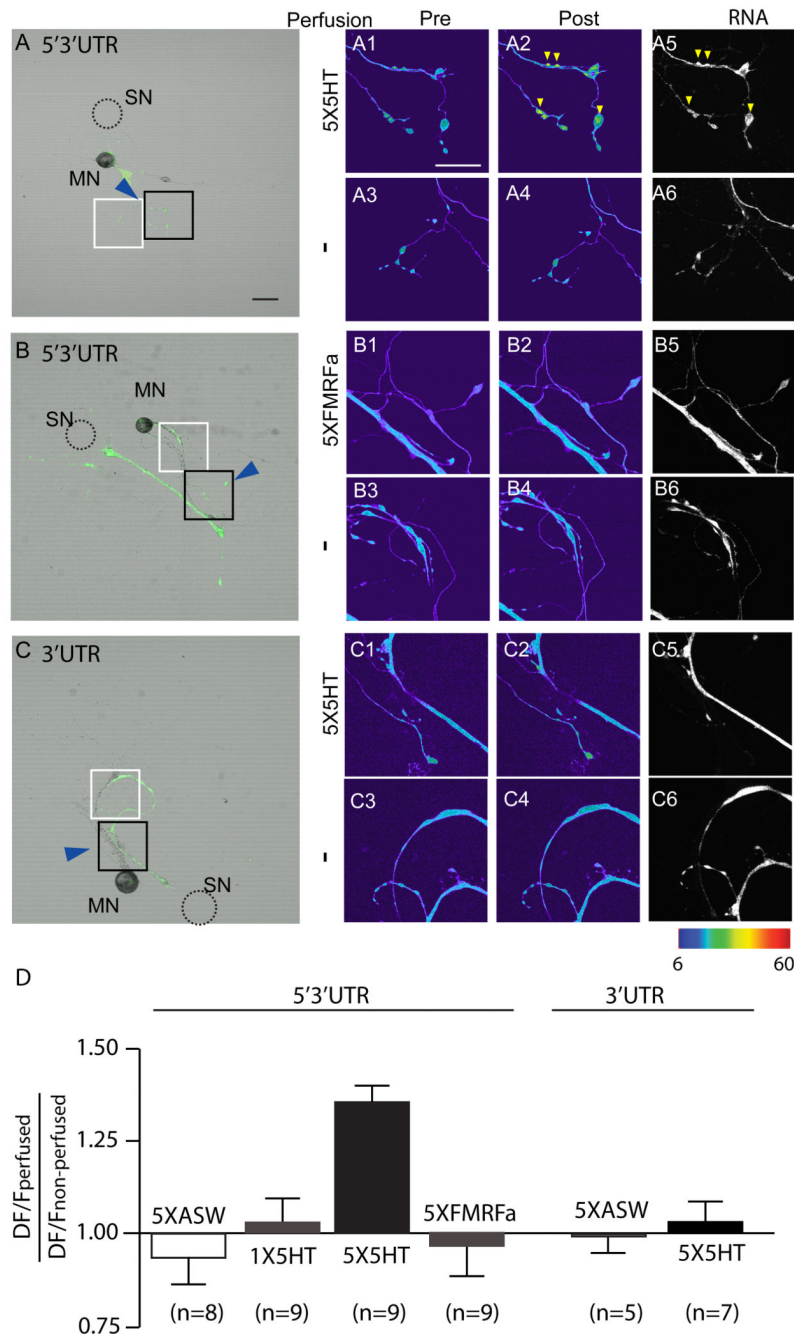 Perfusion Pre Post RNA
A 5'3'UTR
SN
MN
5X5HT
A1 A2 A5
-
A3 A4 A6
B 5'3'UTR
MN
SN
5XFMRFa
B1 B2 B5
-
B3 B4 B6
C 3'UTR
MN
SN
5X5HT
C1 C2 C5
-
C3 C4 C6
6 60
D
5'3'UTR 3'UTR
DF/Fperfused
DF/Fnon-perfused
1.50
1.25
1.00
0.75
5XASW 1X5HT 5X5HT 5XFMRFa 5XASW 5X5HT
(n=8) (n=9) (n=9) (n=9) (n=5) (n=7)